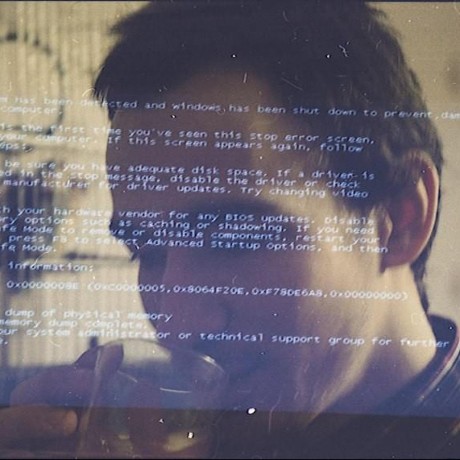 has been detected and windows has been shut down to prevent dam
computer.
is the first time you've seen this stop error screen,
your computer. If this screen appears again, follow
eps:
be sure you have adequate disk space. If a driver is
ed in the stop message, disable the driver or check
manufacturer for driver updates. Try changing video
h your hardware vendor for any BIOS updates. Disable
ry options such as caching or shadowing. If you need
afe Mode to remove or disable components, restart your
press F8 to select Advanced Startup options, and then
afe Mode.
information:
0x0000008E (0xC0000005,0x8064F20E,0xF78DE6A8,0x00000000)
dump of physical memory
memory dump complete.
our system administrator or technical support group for further